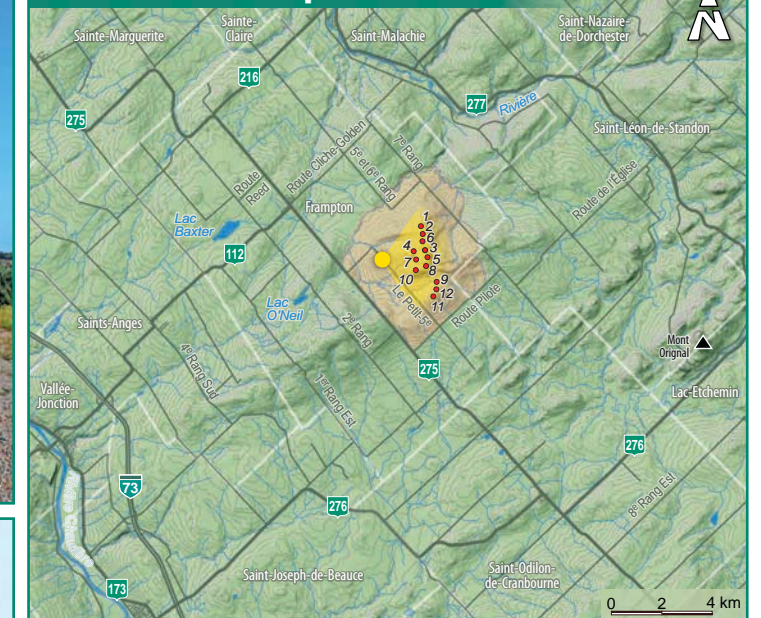 N
Sainte-Marguerite
Sainte-
Claire
Saint-Malachie
Saint-Nazaire-
de-Dorchester
216
275
277
Rivière
Saint-Léon-de-Standon
Route Cliche-Golden
5e et 6e Rang
7e Rang
Route
Reed
Route de l'Église
Frampton
Lac
Baxter
112
1
2
6
4
3
7
5
8
10
9
12
11
Le Petit-5e
Route Pilote
Lac
O'Neil
Saints-Anges
2e Rang
Mont
Orignal
4e Rang Sud
275
Vallée-
Jonction
1er Rang Est
Lac-Etchemin
276
73
276
8e Rang Est
Saint-Joseph-de-Beauce
Saint-Odilon-
de-Cranbourne
173
0 2 4 km